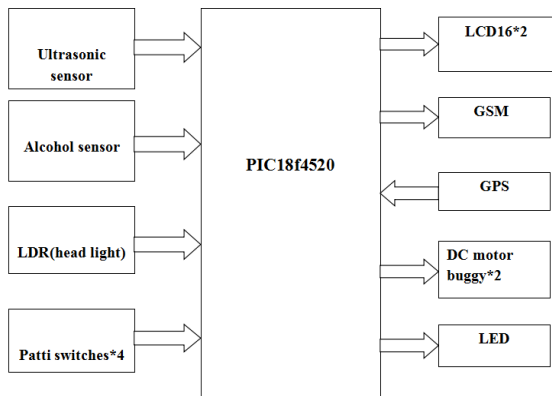 Ultrasonic
sensor
Alcohol sensor
LDR(head light)
Patti switches*4
PIC18f4520
LCD16*2
GSM
GPS
DC motor
buggy*2
LED